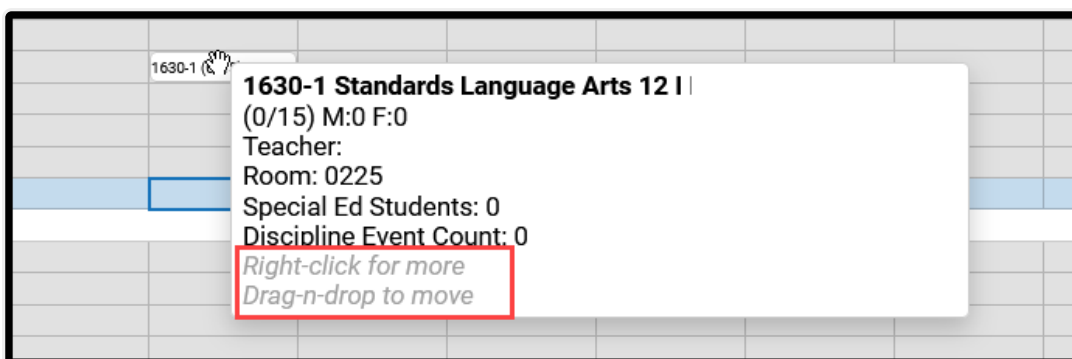 1630-1 (
1630-1 Standards Language Arts 12 I
(0/15) M:0 F:0
Teacher:
Room: 0225
Special Ed Students: 0
Discipline Event Count: 0
Right-click for more
Drag-n-drop to move